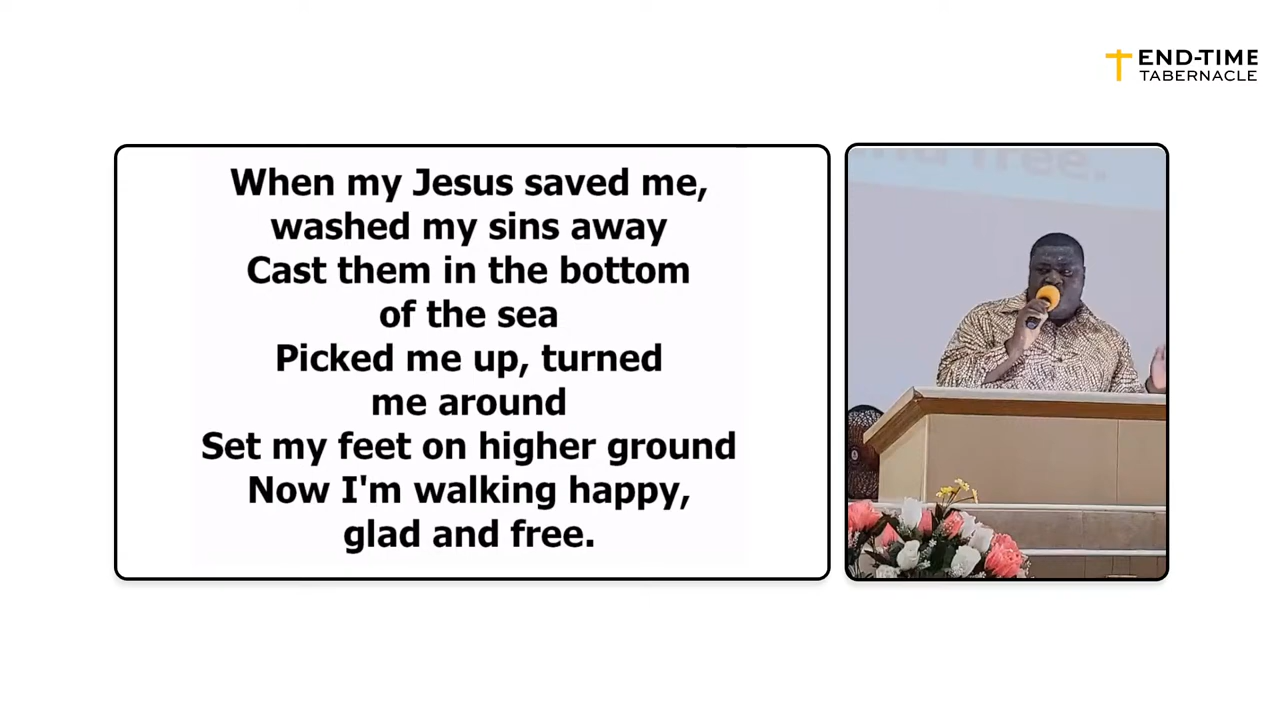 END-TIME
TABERNACLE
When my Jesus saved me,
washed my sins away
Cast them in the bottom
of the sea
Picked me up, turned
me around
Set my feet on higher ground
Now I'm walking happy,
glad and free.
free.